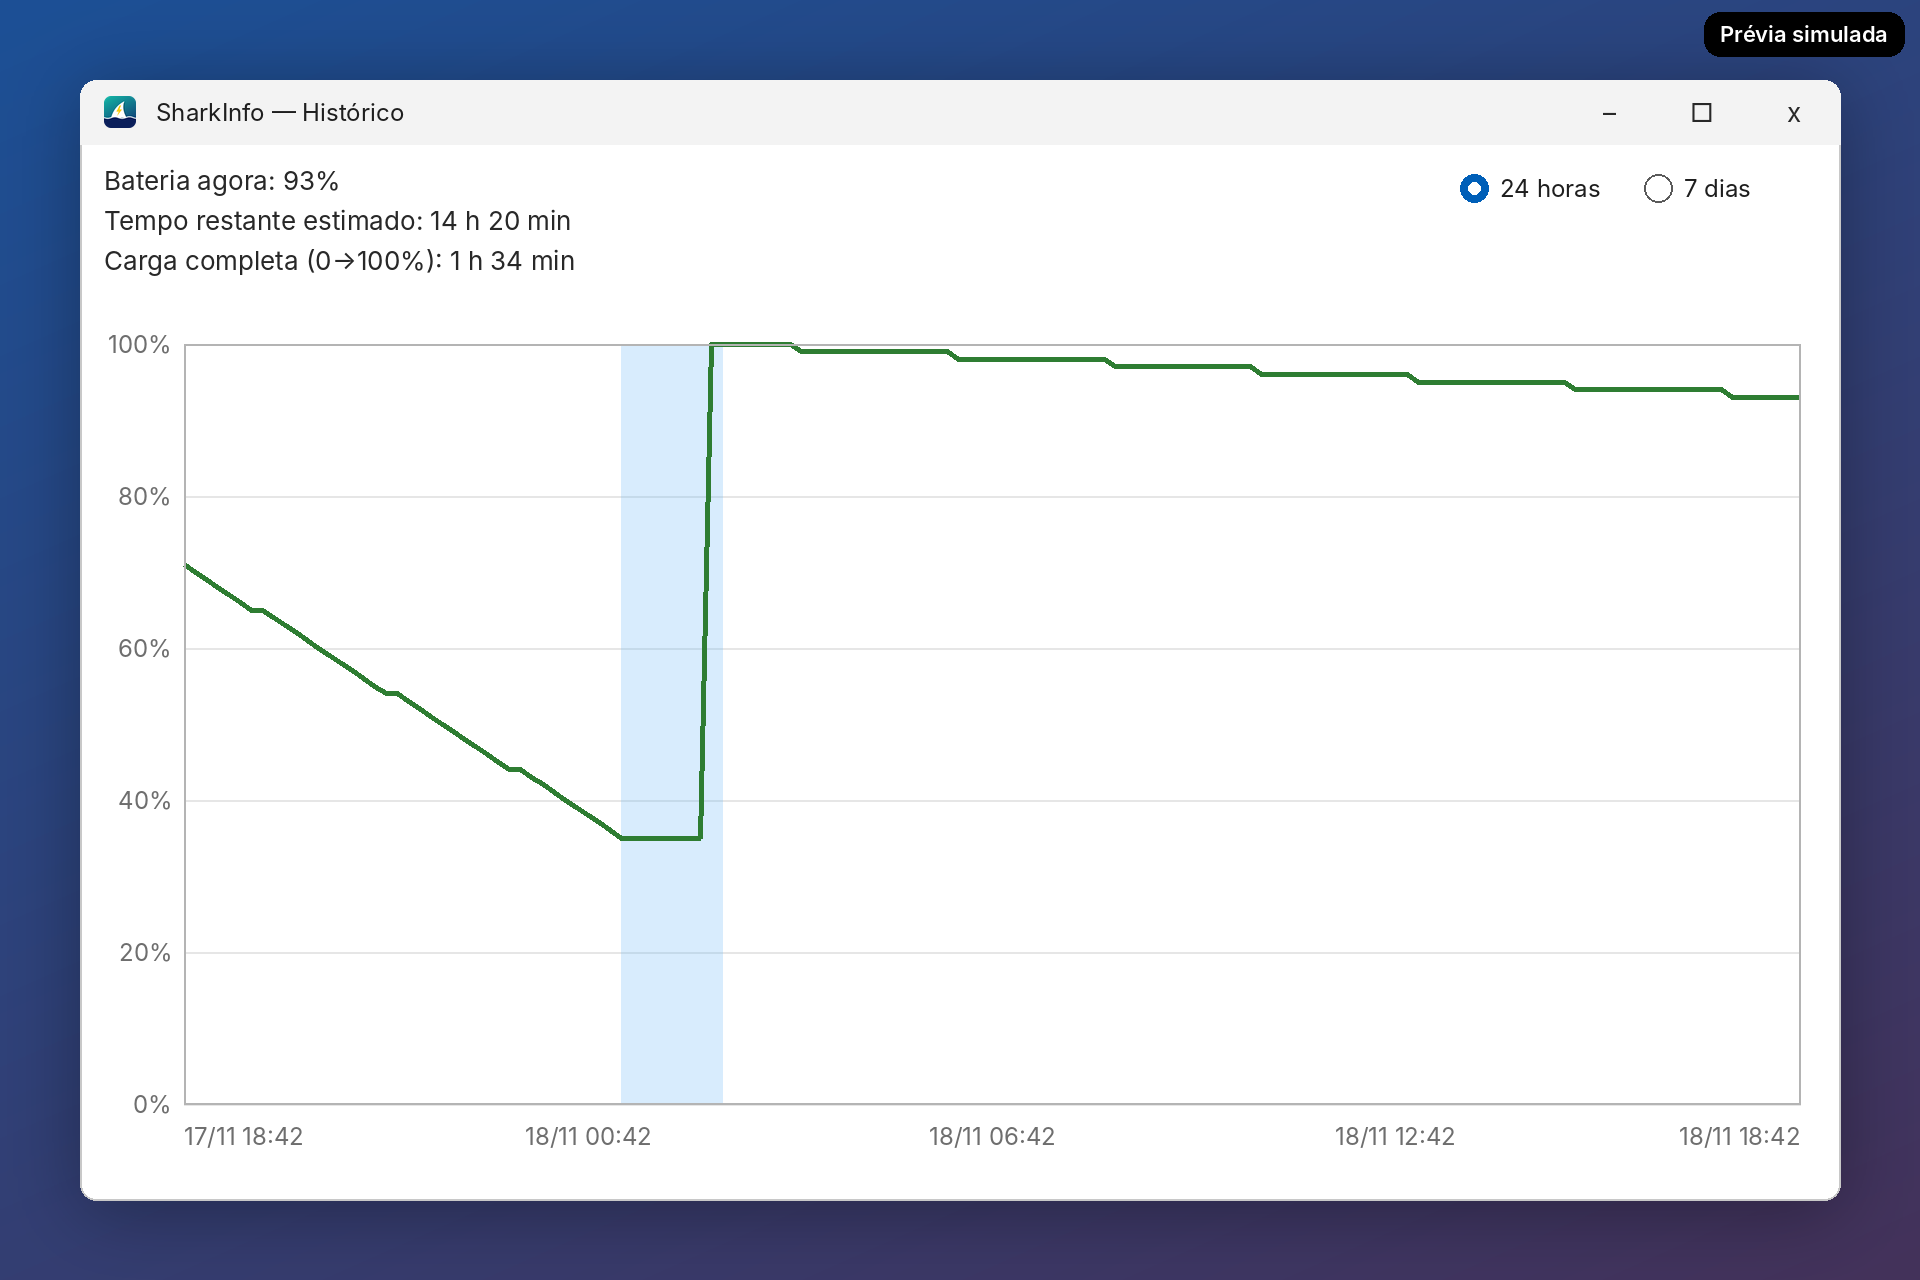 Prévia simulada
SharkInfo — Histórico
Bateria agora: 93%
Tempo restante estimado: 14 h 20 min
Carga completa (0→100%): 1 h 34 min
24 horas
7 dias
100%
80%
60%
40%
20%
0%
17/11 18:42
18/11 00:42
18/11 06:42
18/11 12:42
18/11 18:42